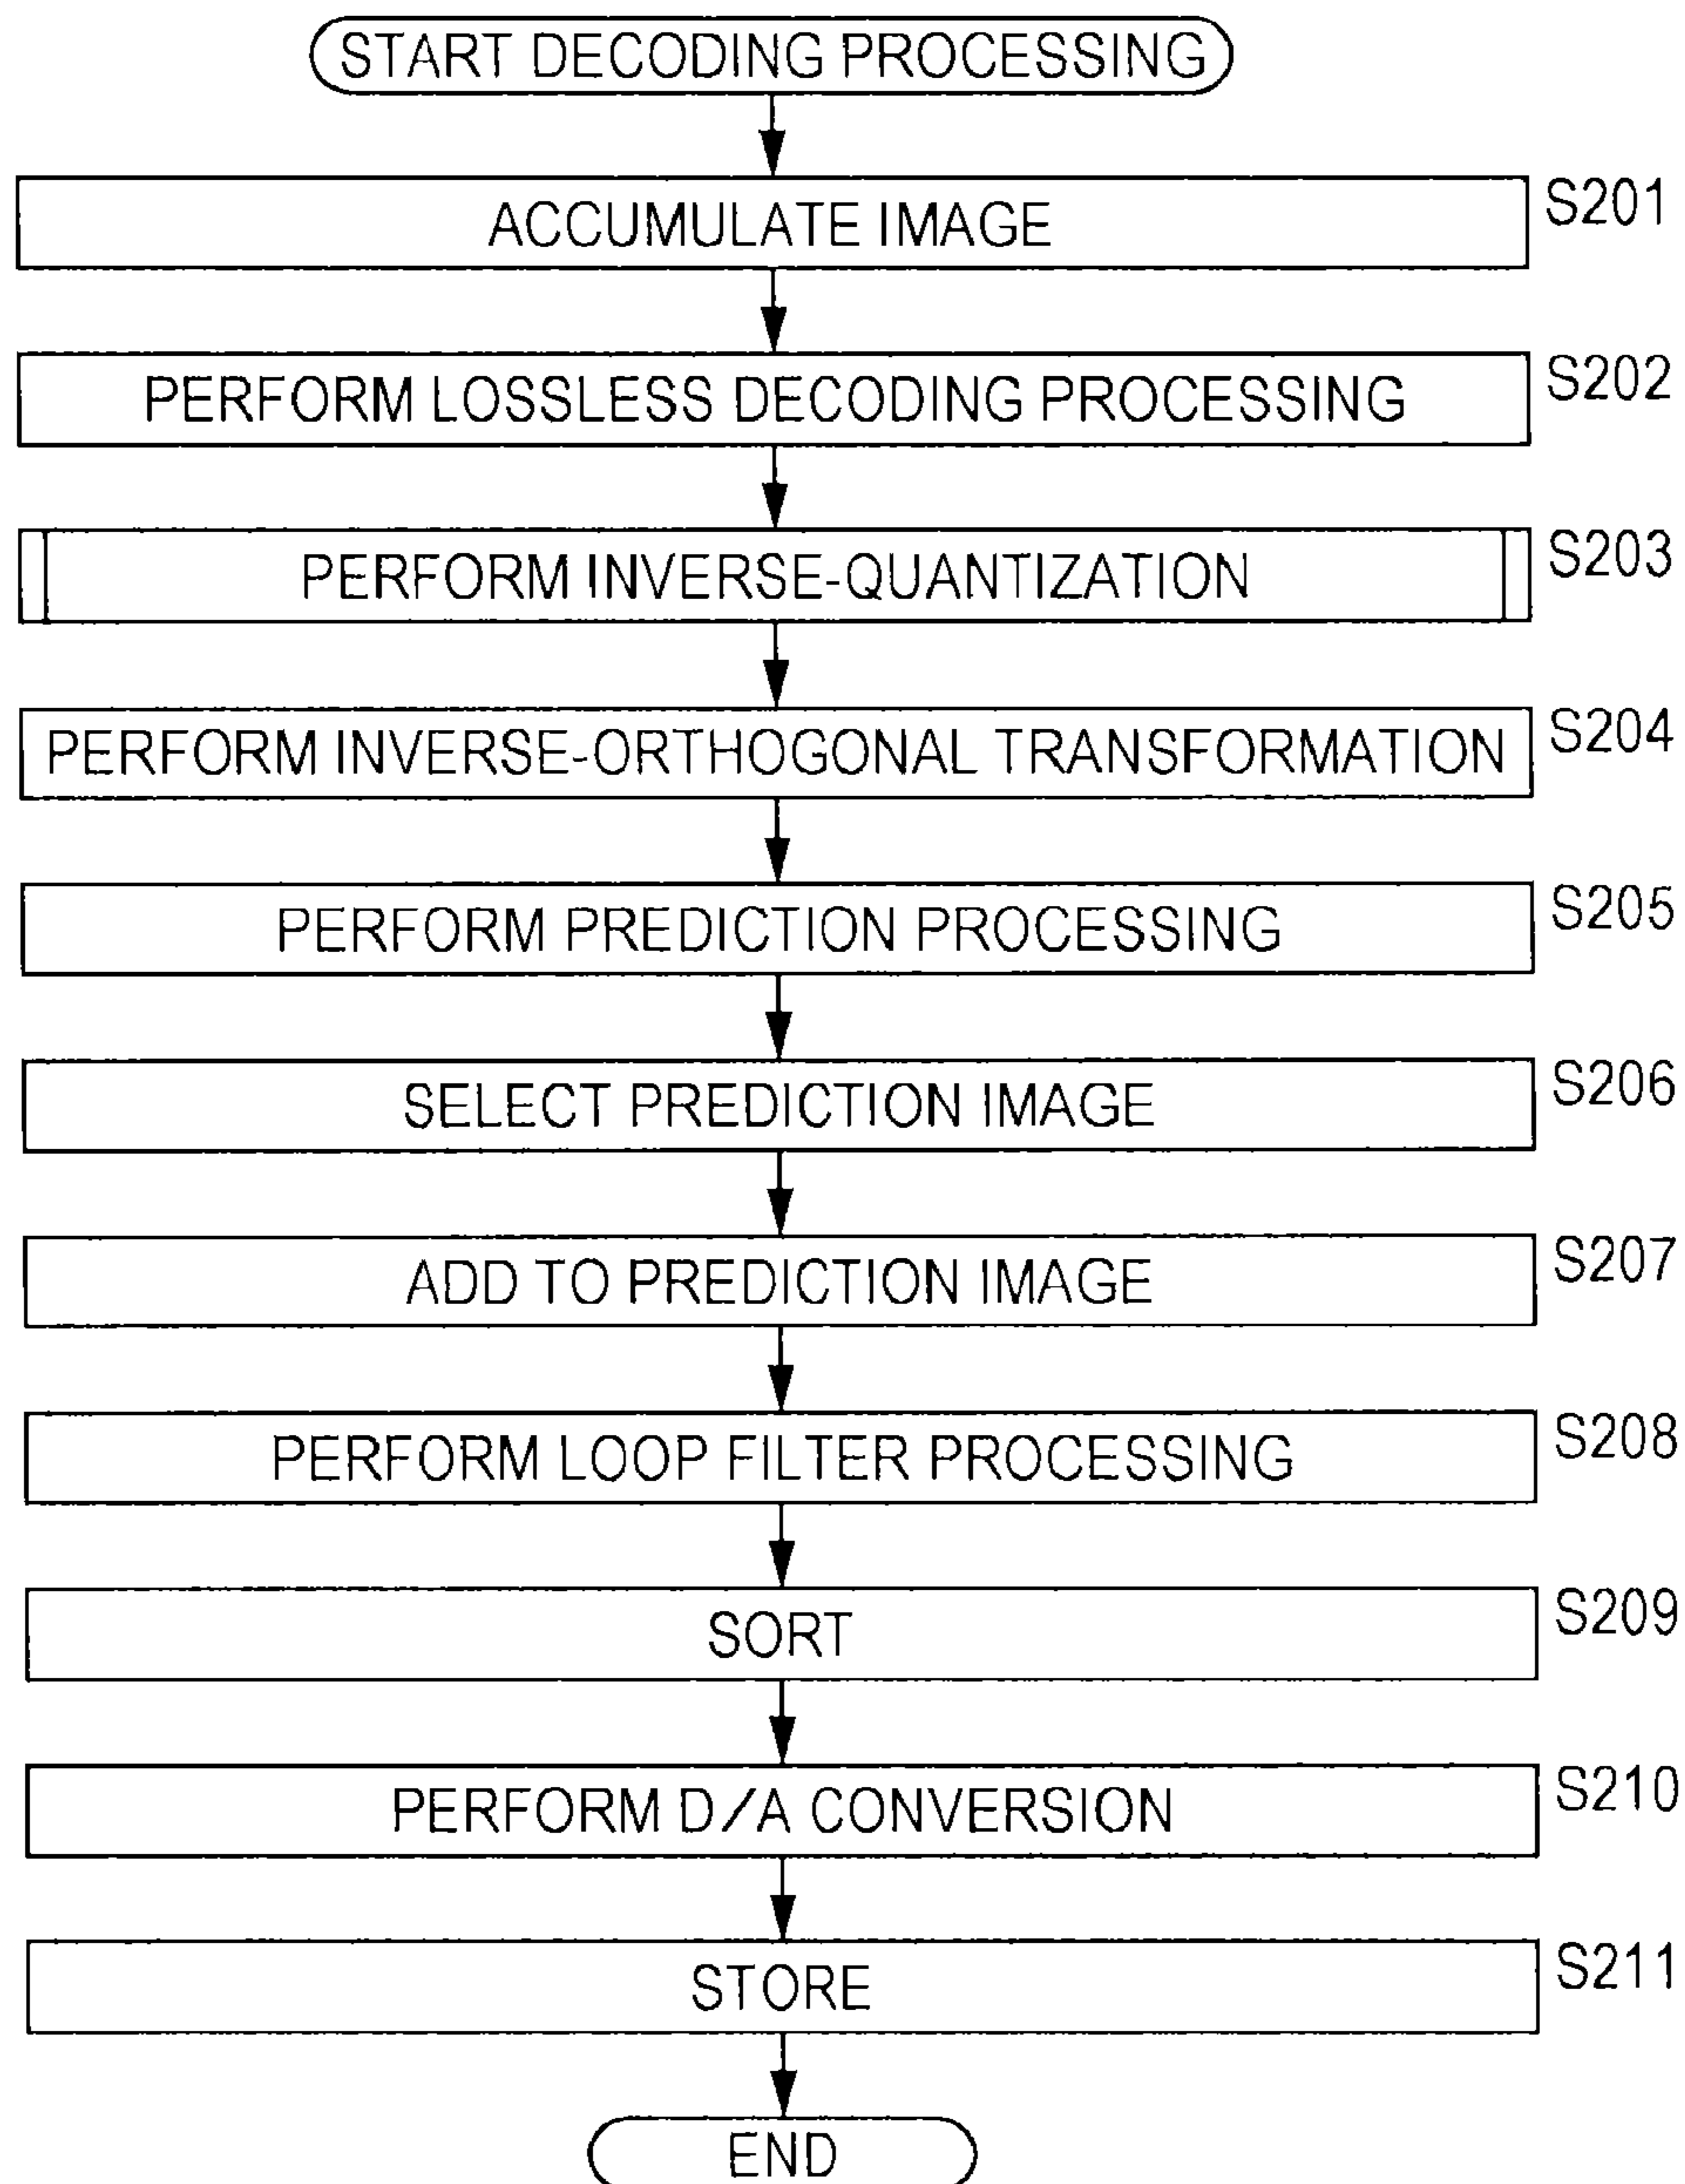 START DECODING PROCESSING
ACCUMULATE IMAGE S201
PERFORM LOSSLESS DECODING PROCESSING S202
PERFORM INVERSE-QUANTIZATION S203
PERFORM INVERSE-ORTHOGONAL TRANSFORMATION S204
PERFORM PREDICTION PROCESSING S205
SELECT PREDICTION IMAGE S206
ADD TO PREDICTION IMAGE S207
PERFORM LOOP FILTER PROCESSING S208
SORT S209
PERFORM D/A CONVERSION S210
STORE S211
END